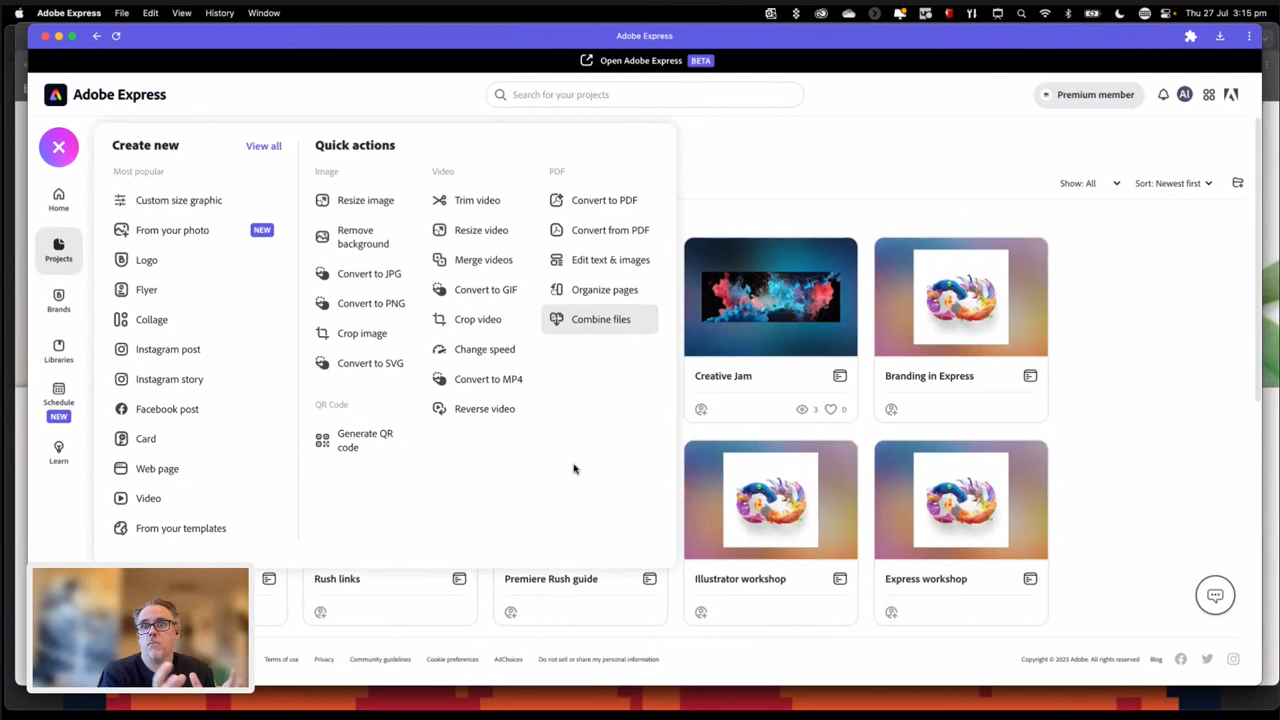 Adobe Express File Edit View History Window Thu 27 Jul 3:15 pm
Adobe Express
Open Adobe Express BETA
Adobe Express
Search for your projects
Premium member
AI
Create new
View all
Most popular
Custom size graphic
From your photo NEW
Logo
Flyer
Collage
Instagram post
Instagram story
Facebook post
Card
Web page
Video
From your templates
Quick actions
Image
Resize image
Remove
background
Convert to JPG
Convert to PNG
Crop image
Convert to SVG
QR Code
Generate QR
code
Video
Trim video
Resize video
Merge videos
Convert to GIF
Crop video
Change speed
Convert to MP4
Reverse video
PDF
Convert to PDF
Convert from PDF
Edit text & images
Organize pages
Combine files
Home
Projects
Brands
Libraries
Schedule
NEW
Learn
Show: All
Sort: Newest first
Creative Jam
3 0
Branding in Express
Rush links
Premiere Rush guide
Illustrator workshop
Express workshop
Terms of use Privacy Community guidelines Cookie preferences AdChoices Do not sell or share my personal information
Copyright © 2023 Adobe. All rights reserved Blog